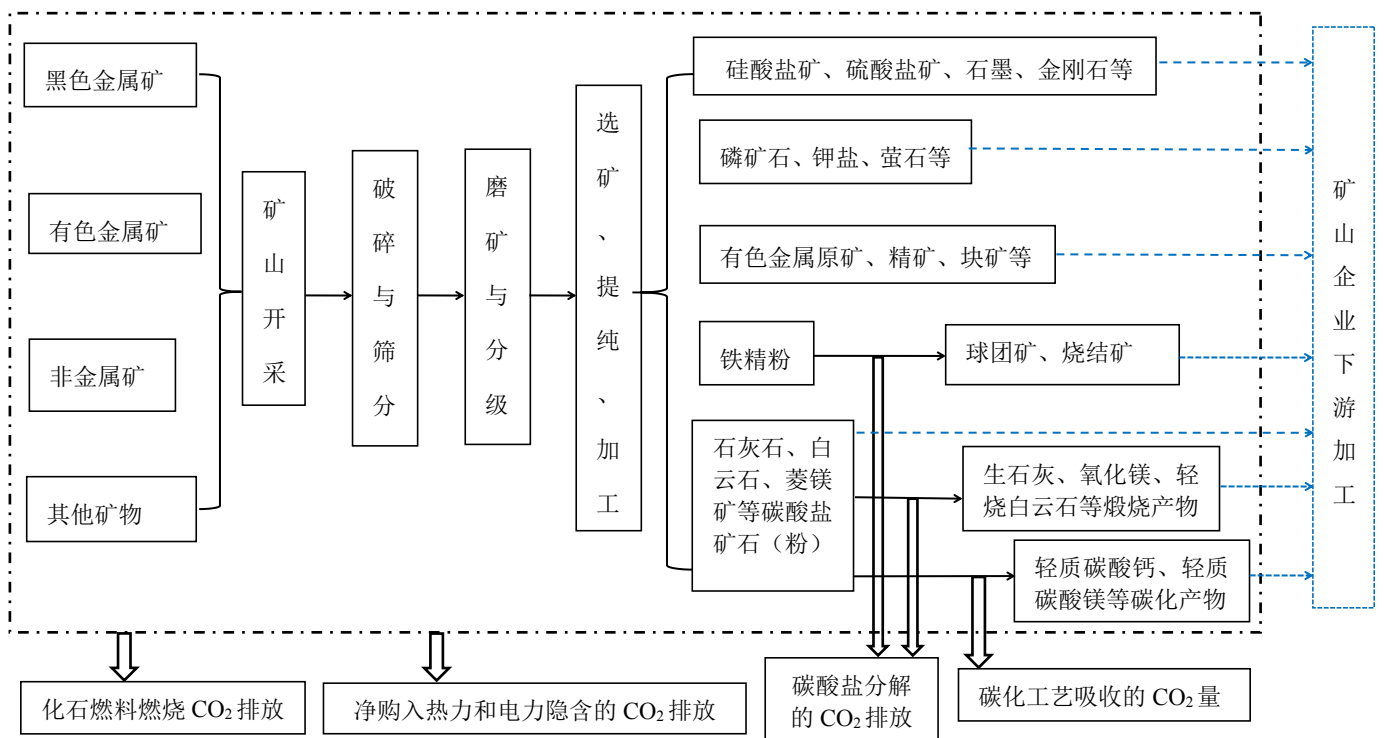 黑色金属矿
有色金属矿
非金属矿
其他矿物
矿山开采
破碎与筛分
磨矿与分级
选矿、提纯、加工
硅酸盐矿、硫酸盐矿、石墨、金刚石等
磷矿石、钾盐、萤石等
有色金属原矿、精矿、块矿等
铁精粉
球团矿、烧结矿
石灰石、白
云石、菱镁
矿等碳酸盐
矿石（粉）
生石灰、氧化镁、轻
烧白云石等煅烧产物
轻质碳酸钙、轻质
碳酸镁等碳化产物
矿山企业下游加工
化石燃料燃烧 CO₂ 排放
净购入热力和电力隐含的 CO₂ 排放
碳酸盐分解
的 CO₂ 排放
碳化工艺吸收的 CO₂ 量